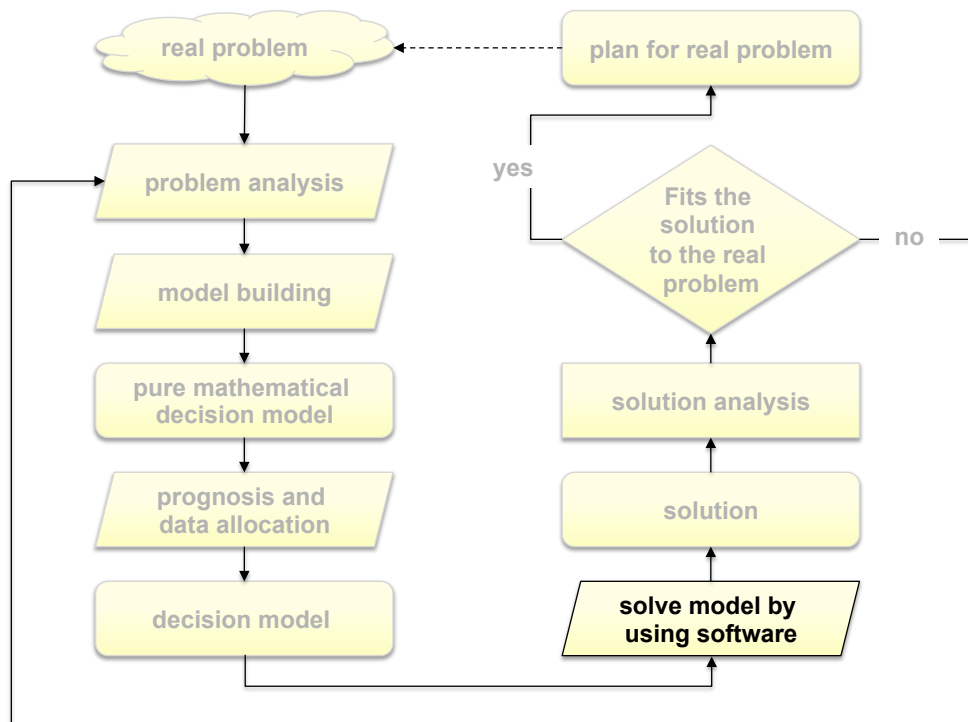 real problem
plan for real problem
problem analysis
yes
Fits the
solution
to the real
problem
no
model building
pure mathematical
decision model
solution analysis
prognosis and
data allocation
solution
decision model
solve model by
using software